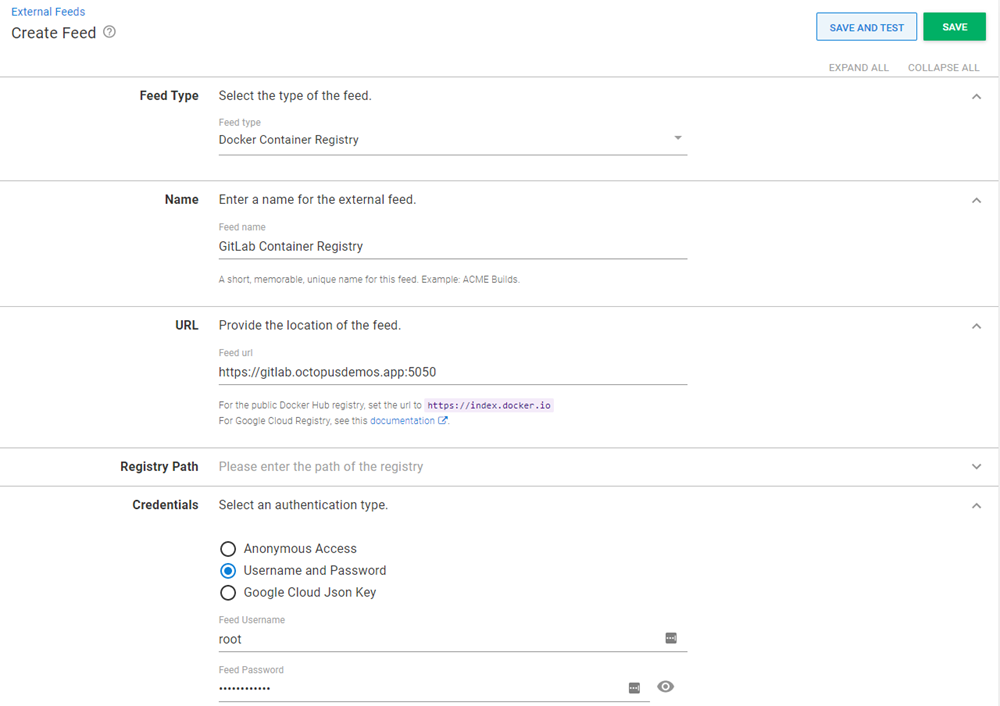 External Feeds
Create Feed
SAVE AND TEST
SAVE
EXPAND ALL
COLLAPSE ALL
Feed Type
Select the type of the feed.
Feed type
Docker Container Registry
Name
Enter a name for the external feed.
Feed name
GitLab Container Registry
A short, memorable, unique name for this feed. Example: ACME Builds.
URL
Provide the location of the feed.
Feed url
https://gitlab.octopusdemos.app:5050
For the public Docker Hub registry, set the url to https://index.docker.io
For Google Cloud Registry, see this documentation.
Registry Path
Please enter the path of the registry
Credentials
Select an authentication type.
Anonymous Access
Username and Password
Google Cloud Json Key
Feed Username
root
Feed Password
••••••••••••